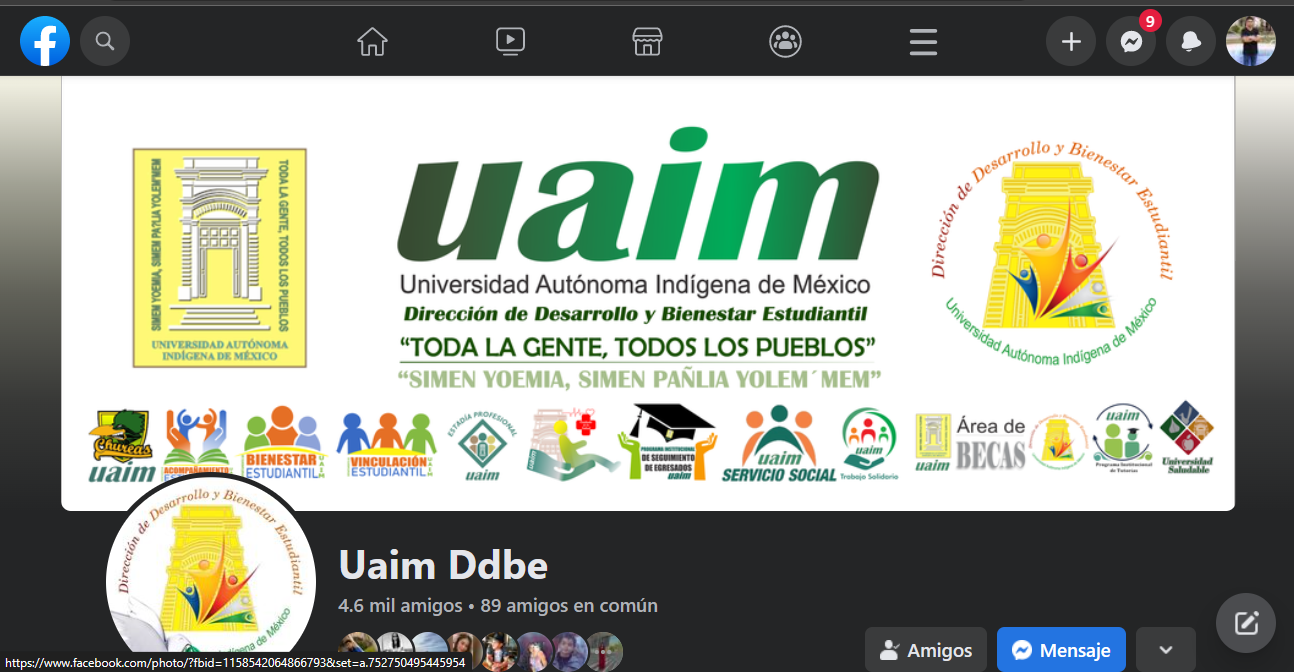 9
TODA LA GENTE, TODOS LOS PUEBLOS
SIMEN YOEMIA, SIMEN PAÑLIA YOLEM'MEM
UNIVERSIDAD AUTÓNOMA
INDÍGENA DE MÉXICO
uaim
Universidad Autónoma Indígena de México
Dirección de Desarrollo y Bienestar Estudiantil
“TODA LA GENTE, TODOS LOS PUEBLOS”
“SIMEN YOEMIA, SIMEN PAÑLIA YOLEM´MEM”
Dirección de Desarrollo y Bienestar Estudiantil
Universidad Autónoma Indígena de México
Chureas
uaim
ACOMPAÑAMIENTO
BIENESTAR
ESTUDIANTIL
VINCULACIÓN
ESTUDIANTIL
ESTADÍA PROFESIONAL
uaim
uaim
PROGRAMA INSTITUCIONAL
DE SEGUIMIENTO
DE EGRESADOS
uaim
uaim
SERVICIO SOCIAL
uaim
Trabajo Solidario
uaim
Área de
BECAS
uaim
Programa Institucional
de Tutorías
Universidad
Saludable
Dirección de Desarrollo y Bienestar Estudiantil
de México
Uaim Ddbe
4.6 mil amigos • 89 amigos en común
Amigos
Mensaje
https://www.facebook.com/photo/?fbid=1158542064866793&set=a.752750495445954